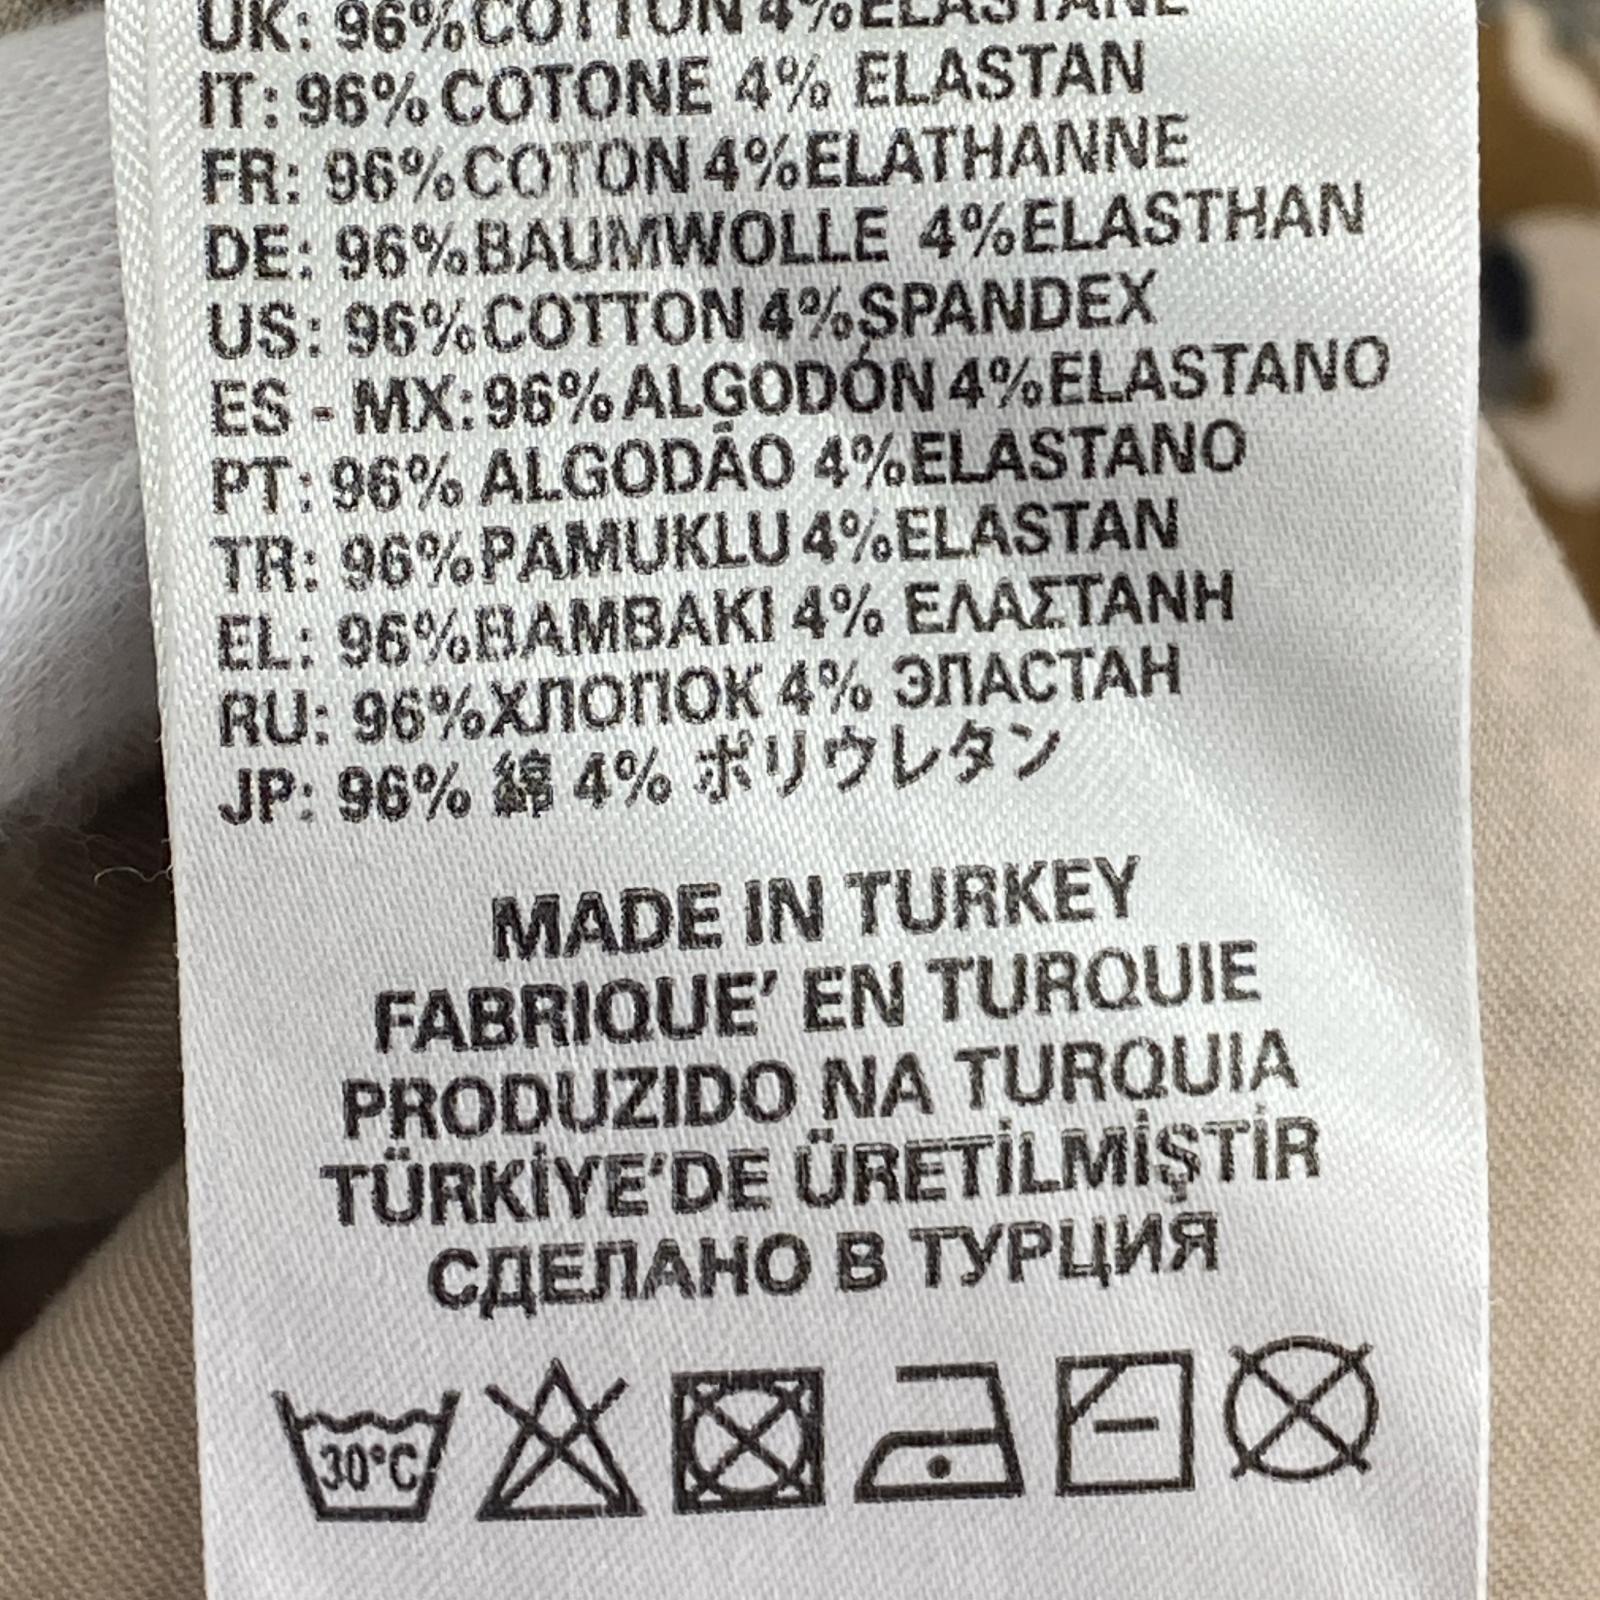 UK: 96%COTTON 4%ELASTANE
IT: 96%COTONE 4% ELASTAN
FR: 96%COTON 4%ELATHANNE
DE: 96%BAUMWOLLE 4%ELASTHAN
US: 96%COTTON 4%SPANDEX
ES - MX:96%ALGODÓN 4%ELASTANO
PT: 96% ALGODÃO 4%ELASTANO
TR: 96%PAMUKLU 4%ELASTAN
EL: 96%BAMBAKI 4% ΕΛΑΣΤΑΝΗ
RU: 96%ХЛОПОК 4% ЭЛАСТАН
JP: 96% 綿 4% ポリウレタン
MADE IN TURKEY
FABRIQUE' EN TURQUIE
PRODUZIDO NA TURQUIA
TÜRKİYE'DE ÜRETİLMİŞTİR
СДЕЛАНО В ТУРЦИЯ
30°C